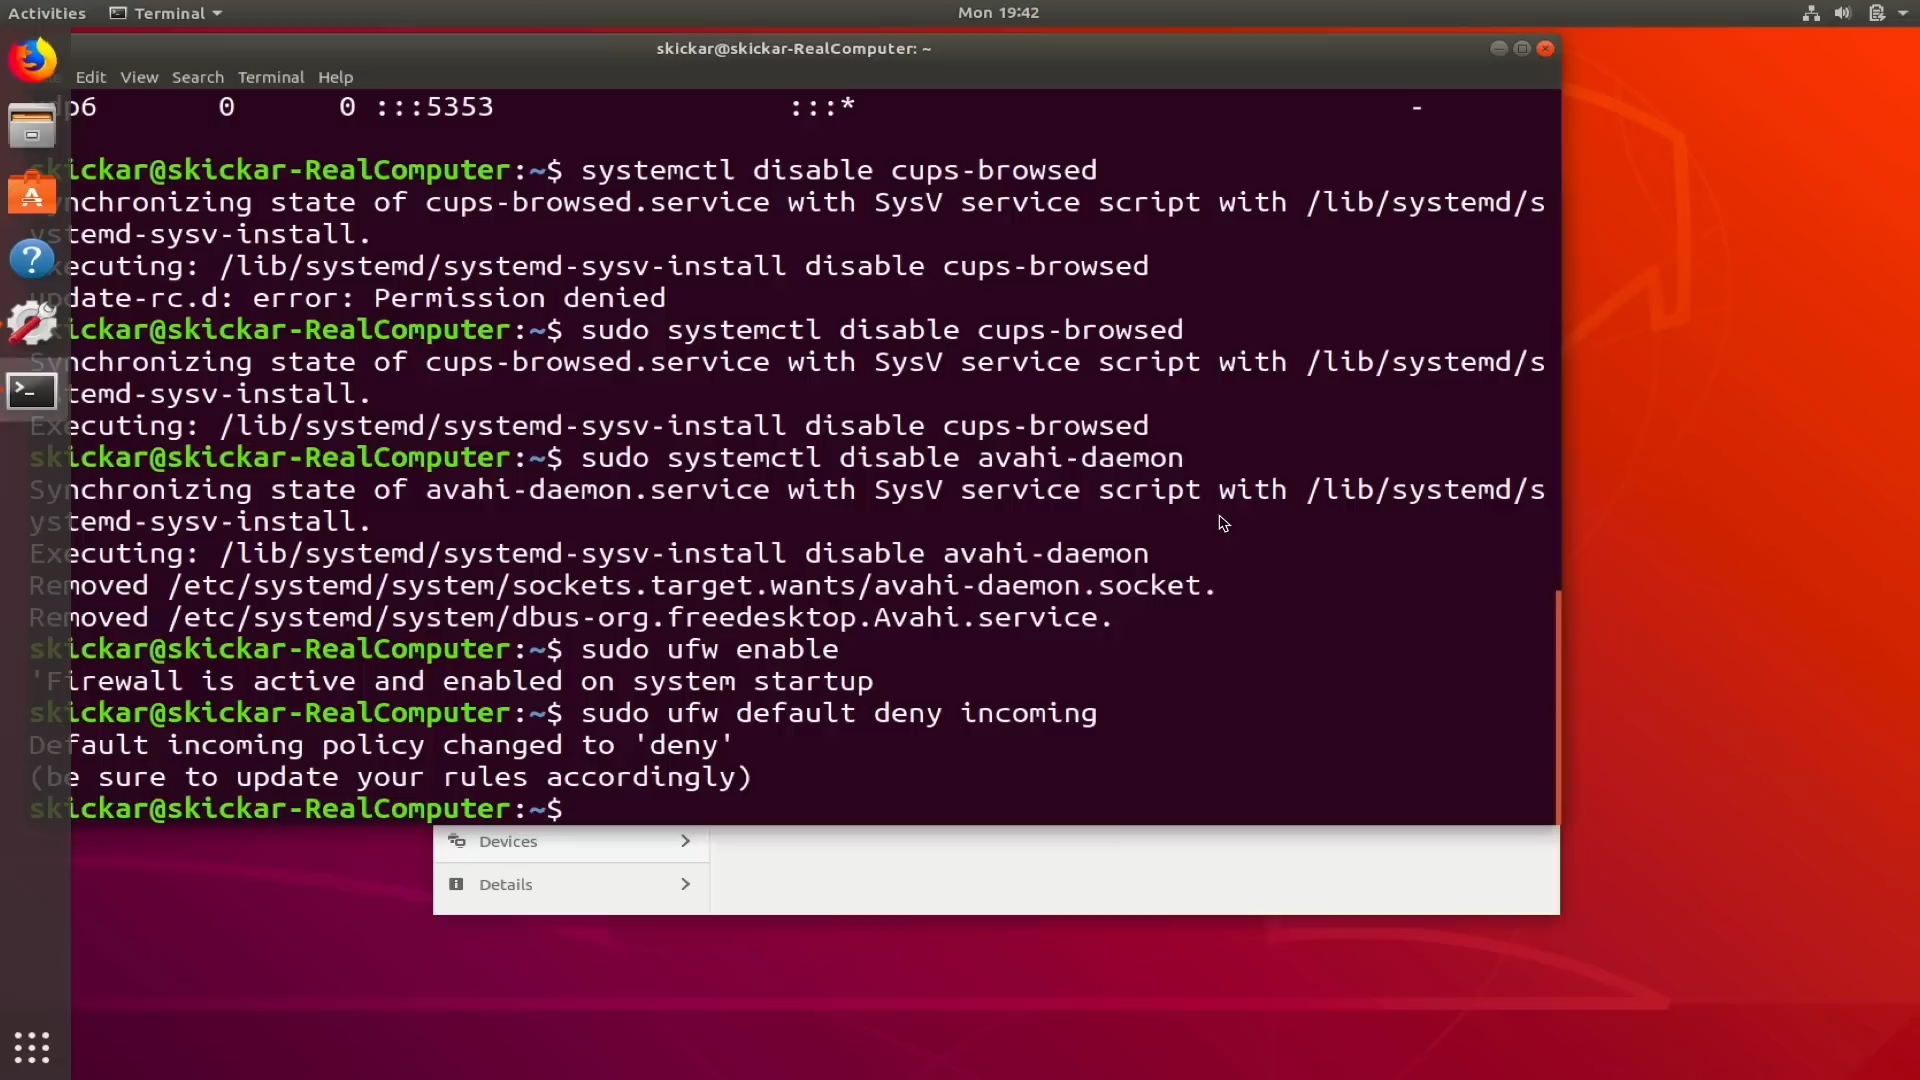 Activities Terminal Mon 19:42
skickar@skickar-RealComputer: ~
Edit View Search Terminal Help
udp6 0 0 :::5353 :::* -
skickar@skickar-RealComputer:~$ systemctl disable cups-browsed
Synchronizing state of cups-browsed.service with SysV service script with /lib/systemd/s
ystemd-sysv-install.
Executing: /lib/systemd/systemd-sysv-install disable cups-browsed
update-rc.d: error: Permission denied
skickar@skickar-RealComputer:~$ sudo systemctl disable cups-browsed
Synchronizing state of cups-browsed.service with SysV service script with /lib/systemd/s
ystemd-sysv-install.
Executing: /lib/systemd/systemd-sysv-install disable cups-browsed
skickar@skickar-RealComputer:~$ sudo systemctl disable avahi-daemon
Synchronizing state of avahi-daemon.service with SysV service script with /lib/systemd/s
ystemd-sysv-install.
Executing: /lib/systemd/systemd-sysv-install disable avahi-daemon
Removed /etc/systemd/system/sockets.target.wants/avahi-daemon.socket.
Removed /etc/systemd/system/dbus-org.freedesktop.Avahi.service.
skickar@skickar-RealComputer:~$ sudo ufw enable
'Firewall is active and enabled on system startup
skickar@skickar-RealComputer:~$ sudo ufw default deny incoming
Default incoming policy changed to 'deny'
(be sure to update your rules accordingly)
skickar@skickar-RealComputer:~$
Devices
Details